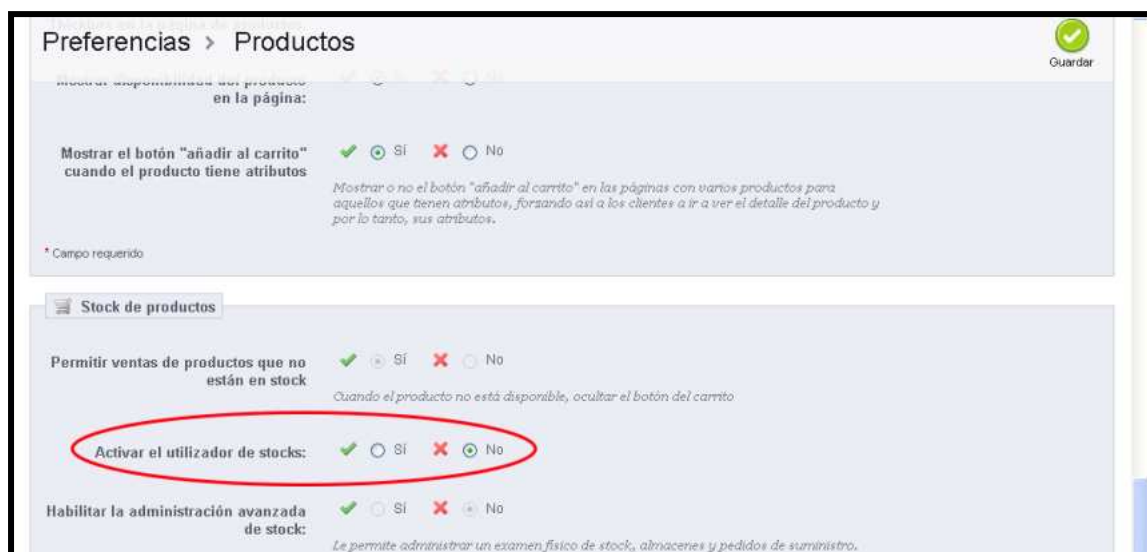 Preferencias > Productos
Guardar
Mostrar disponibilidad del producto
en la página:
Mostrar el botón "añadir al carrito"
cuando el producto tiene atributos
Sí No
Mostrar o no el botón "añadir al carrito" en las páginas con varios productos para
aquellos que tienen atributos, forzando así a los clientes a ir a ver el detalle del producto y
por lo tanto, sus atributos.
* Campo requerido
Stock de productos
Permitir ventas de productos que no
están en stock
Sí No
Cuando el producto no está disponible, ocultar el botón del carrito
Activar el utilizador de stocks:
Sí No
Habilitar la administración avanzada
de stock:
Sí No
Le permite administrar un examen físico de stock, almacenes y pedidos de suministro.